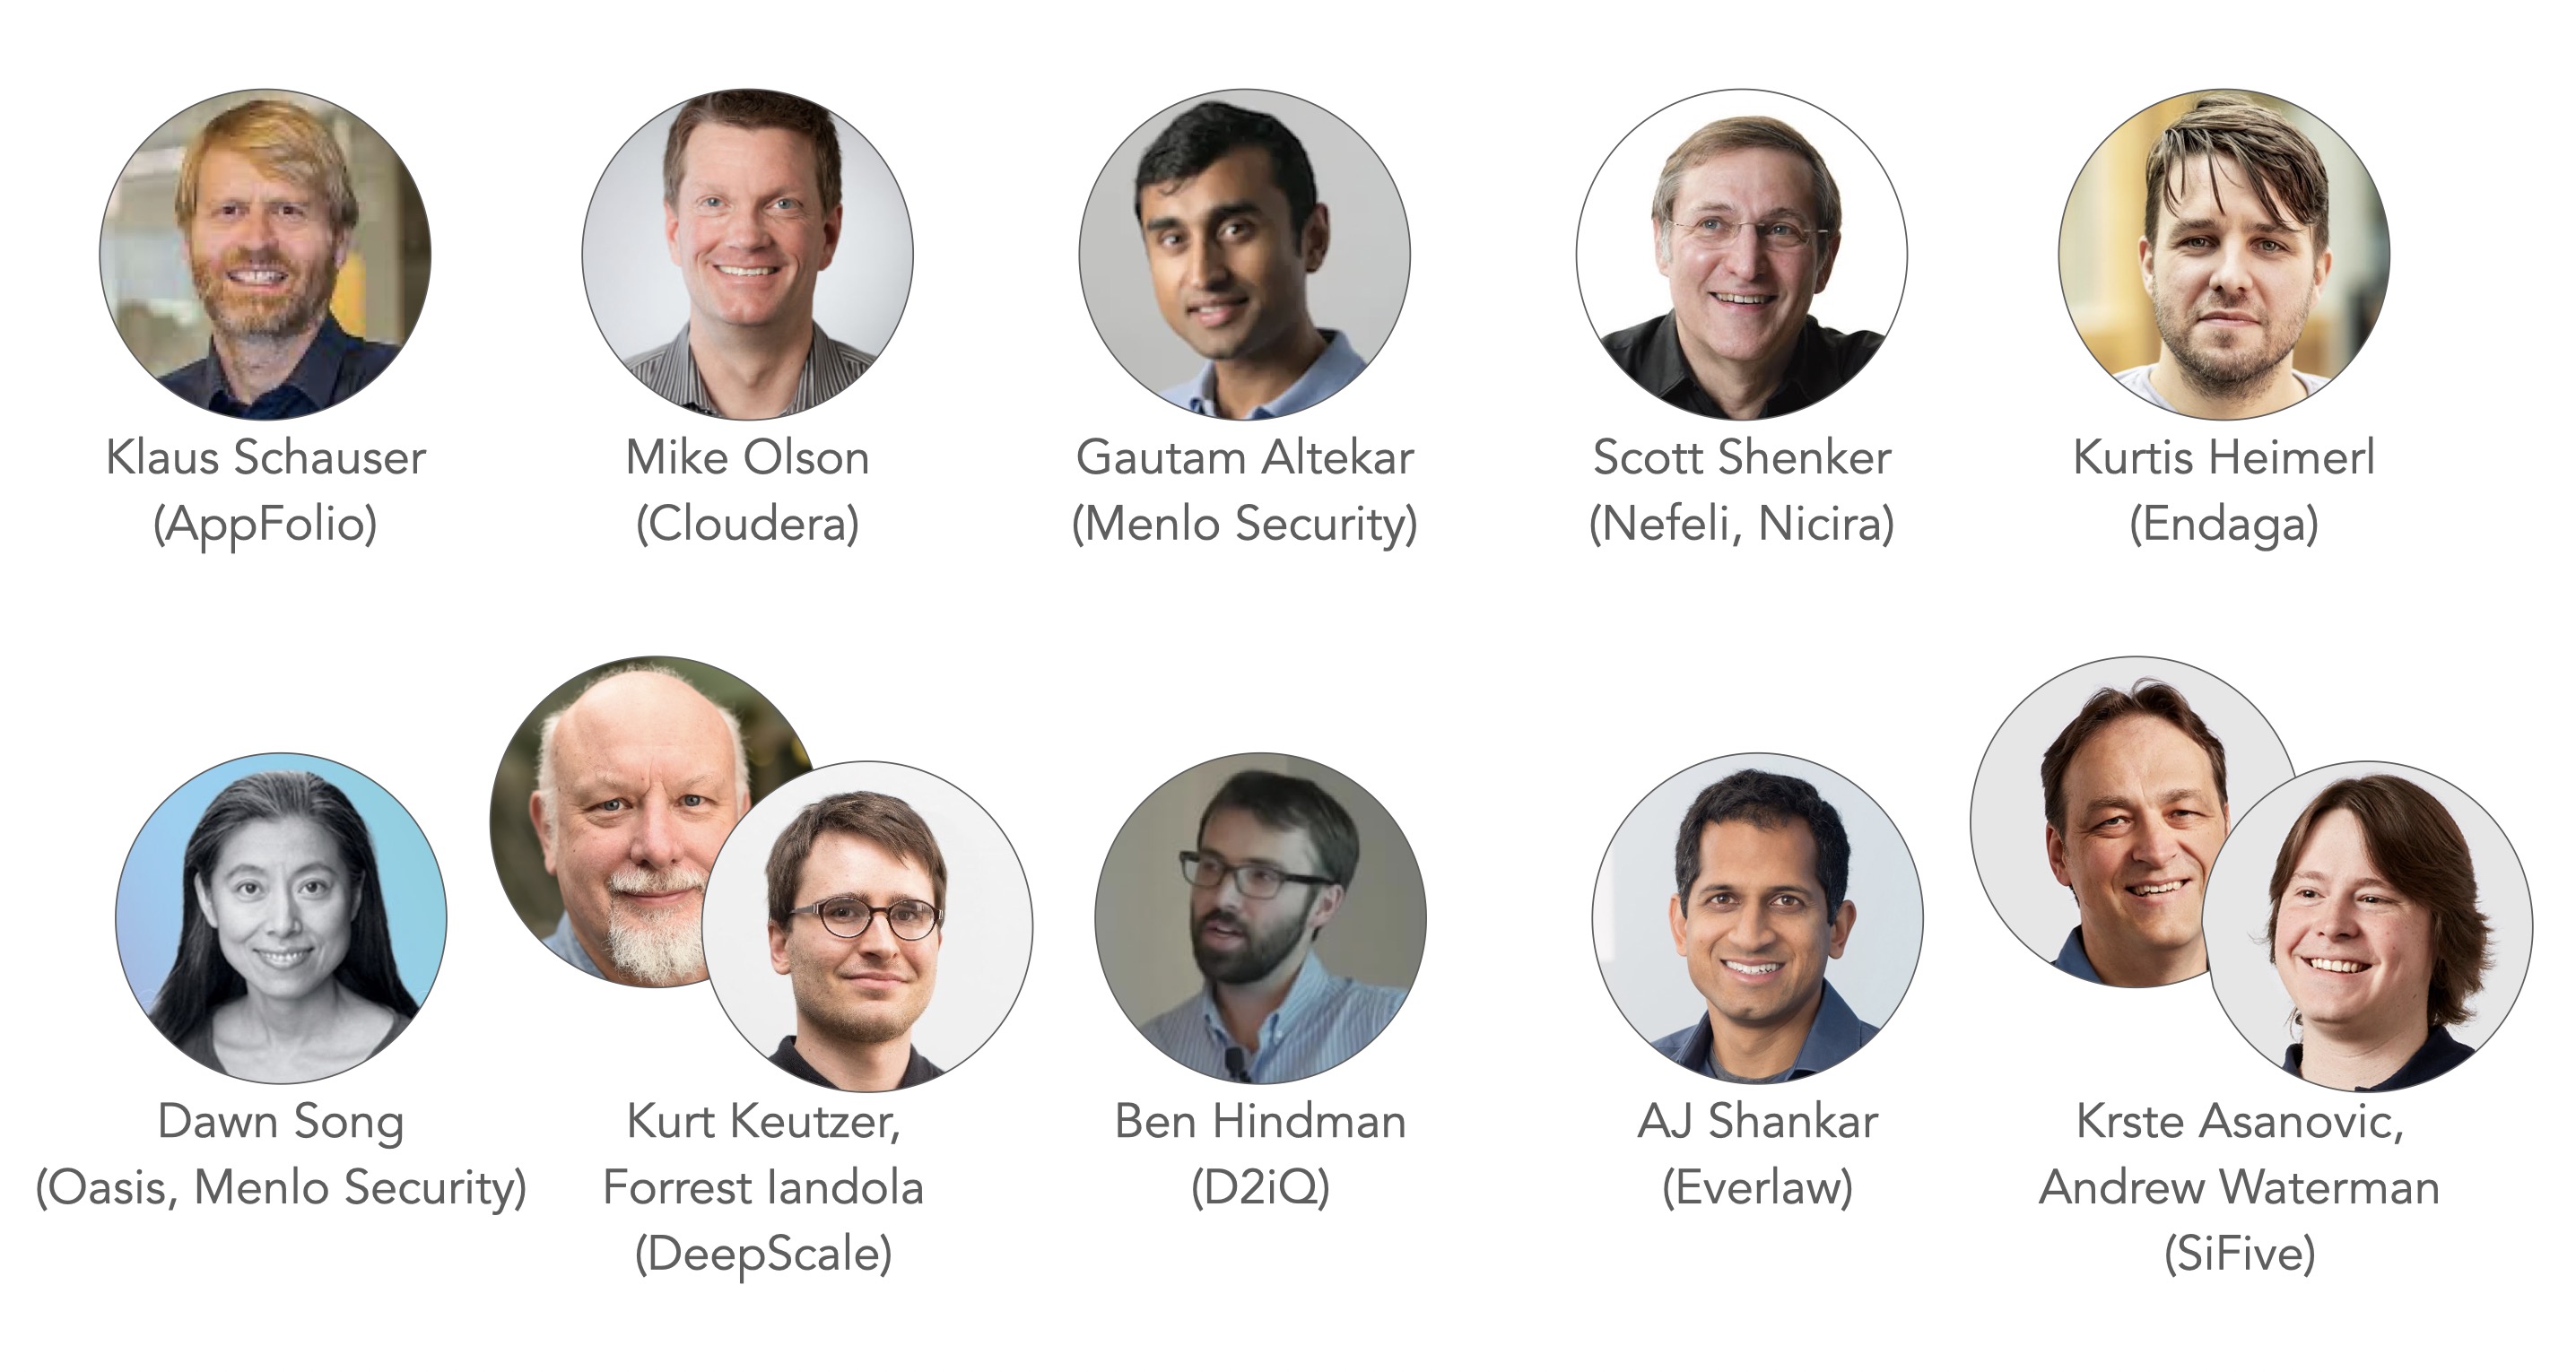 Klaus Schauser
(AppFolio)
Mike Olson
(Cloudera)
Gautam Altekar
(Menlo Security)
Scott Shenker
(Nefeli, Nicira)
Kurtis Heimerl
(Endaga)
Dawn Song
(Oasis, Menlo Security)
Kurt Keutzer,
Forrest Iandola
(DeepScale)
Ben Hindman
(D2iQ)
AJ Shankar
(Everlaw)
Krste Asanovic,
Andrew Waterman
(SiFive)